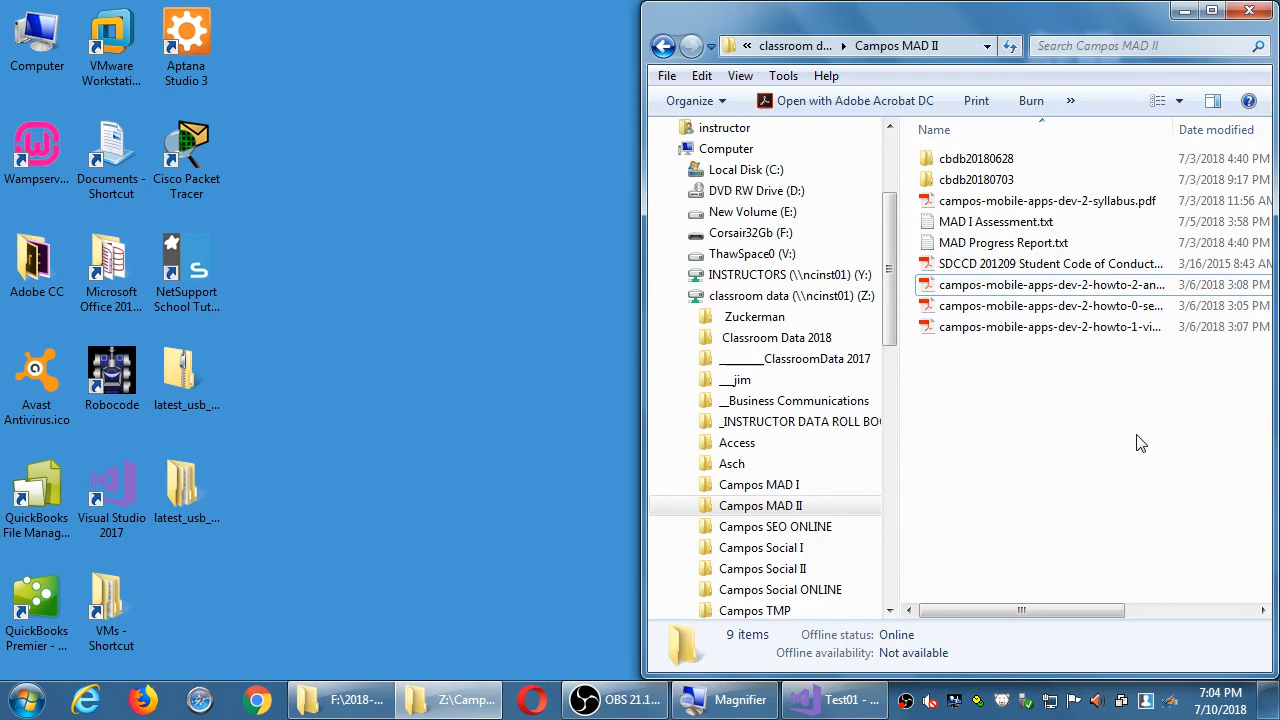 Computer
VMware
Workstati...
Aptana
Studio 3
Wampserv...
Documents -
Shortcut
Cisco Packet
Tracer
Adobe CC
Microsoft
Office 201...
NetSupport
School Tut...
Avast
Antivirus.ico
Robocode
latest_usb_...
QuickBooks
File Manag...
Visual Studio
2017
latest_usb_...
QuickBooks
Premier - ...
VMs -
Shortcut
« classroom d... Campos MAD II
Search Campos MAD II
File Edit View Tools Help
Organize Open with Adobe Acrobat DC Print Burn »
instructor
Computer
Local Disk (C:)
DVD RW Drive (D:)
New Volume (E:)
Corsair32Gb (F:)
ThawSpace0 (V:)
INSTRUCTORS (\\ncinst01) (Y:)
classroom data (\\ncinst01) (Z:)
Zuckerman
Classroom Data 2018
________ClassroomData 2017
___jim
__Business Communications
_INSTRUCTOR DATA ROLL BOO
Access
Asch
Campos MAD I
Campos MAD II
Campos SEO ONLINE
Campos Social I
Campos Social II
Campos Social ONLINE
Campos TMP
Name Date modified
cbdb20180628 7/3/2018 4:40 PM
cbdb20180703 7/3/2018 9:17 PM
campos-mobile-apps-dev-2-syllabus.pdf 7/3/2018 11:56 AM
MAD I Assessment.txt 7/5/2018 3:58 PM
MAD Progress Report.txt 7/3/2018 4:40 PM
SDCCD 201209 Student Code of Conduct... 3/16/2015 8:43 AM
campos-mobile-apps-dev-2-howto-2-an... 3/6/2018 3:08 PM
campos-mobile-apps-dev-2-howto-0-se... 3/6/2018 3:05 PM
campos-mobile-apps-dev-2-howto-1-vi... 3/6/2018 3:07 PM
9 items Offline status: Online
Offline availability: Not available
F:\2018-... Z:\Camp... OBS 21.1... Magnifier Test01 - ...
7:04 PM
7/10/2018